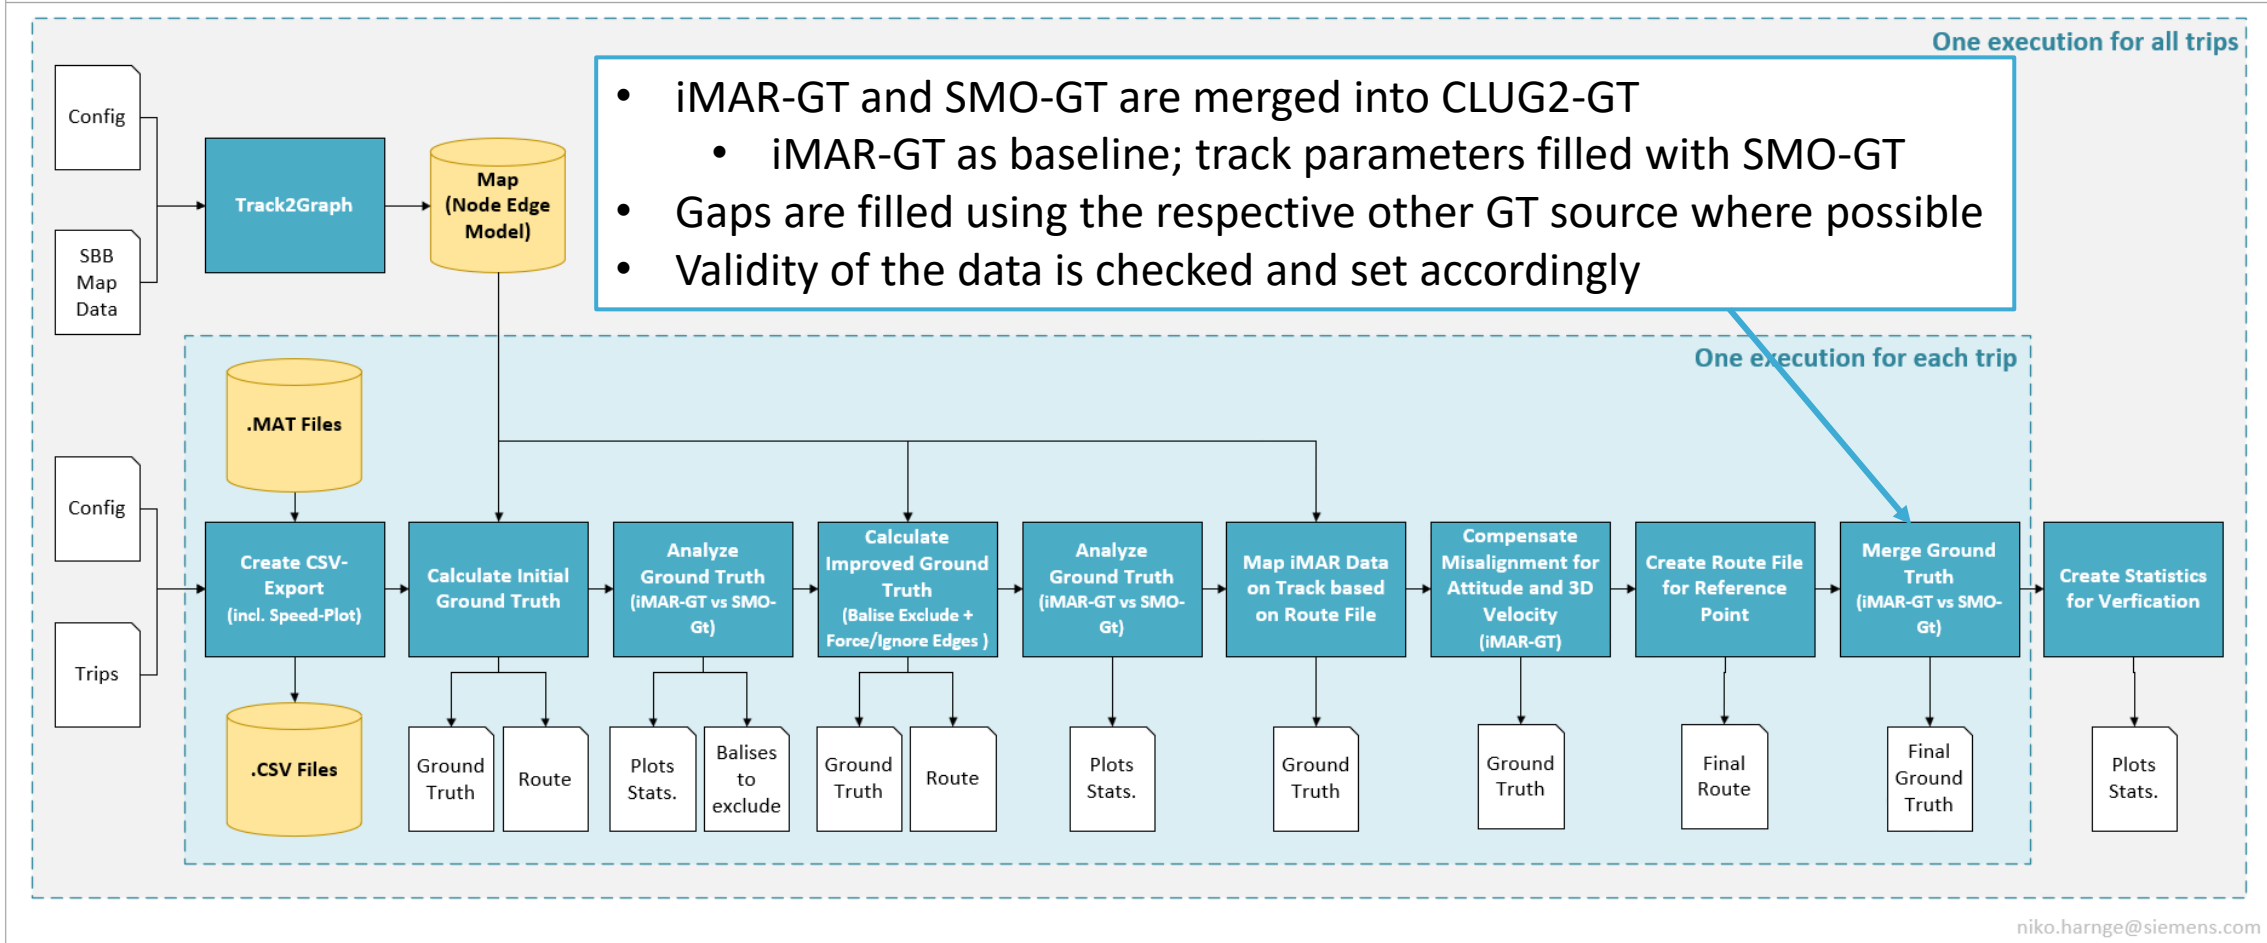 One execution for all trips
Config
SBB
Map
Data
Track2Graph
Map
(Node Edge
Model)
• iMAR-GT and SMO-GT are merged into CLUG2-GT
• iMAR-GT as baseline; track parameters filled with SMO-GT
• Gaps are filled using the respective other GT source where possible
• Validity of the data is checked and set accordingly
One execution for each trip
.MAT Files
Config
Trips
Create CSV-
Export
(incl. Speed-Plot)
Calculate Initial
Ground Truth
Analyze
Ground Truth
(iMAR-GT vs SMO-
Gt)
Calculate
Improved Ground
Truth
(Balise Exclude +
Force/Ignore Edges )
Analyze
Ground Truth
(iMAR-GT vs SMO-
Gt)
Map iMAR Data
on Track based
on Route File
Compensate
Misalignment for
Attitude and 3D
Velocity
(iMAR-GT)
Create Route File
for Reference
Point
Merge Ground
Truth
(iMAR-GT vs SMO-
Gt)
Create Statistics
for Verfication
.CSV Files
Ground
Truth
Route
Plots
Stats.
Balises
to
exclude
Ground
Truth
Route
Plots
Stats.
Ground
Truth
Ground
Truth
Final
Route
Final
Ground
Truth
Plots
Stats.
niko.harnge@siemens.com